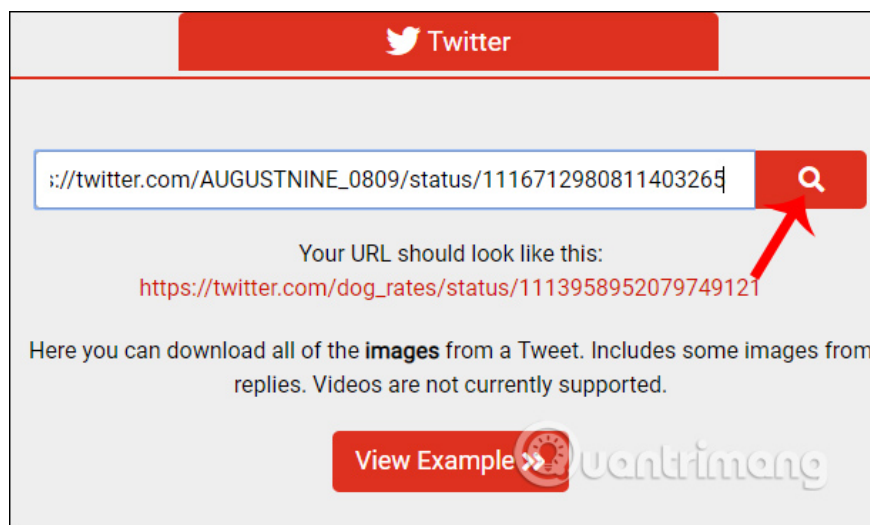 Twitter
s://twitter.com/AUGUSTNINE_0809/status/1116712980811403265
Your URL should look like this:
https://twitter.com/dog_rates/status/1113958952079749121
Here you can download all of the images from a Tweet. Includes some images from
replies. Videos are not currently supported.
View Example »
Quantrimang